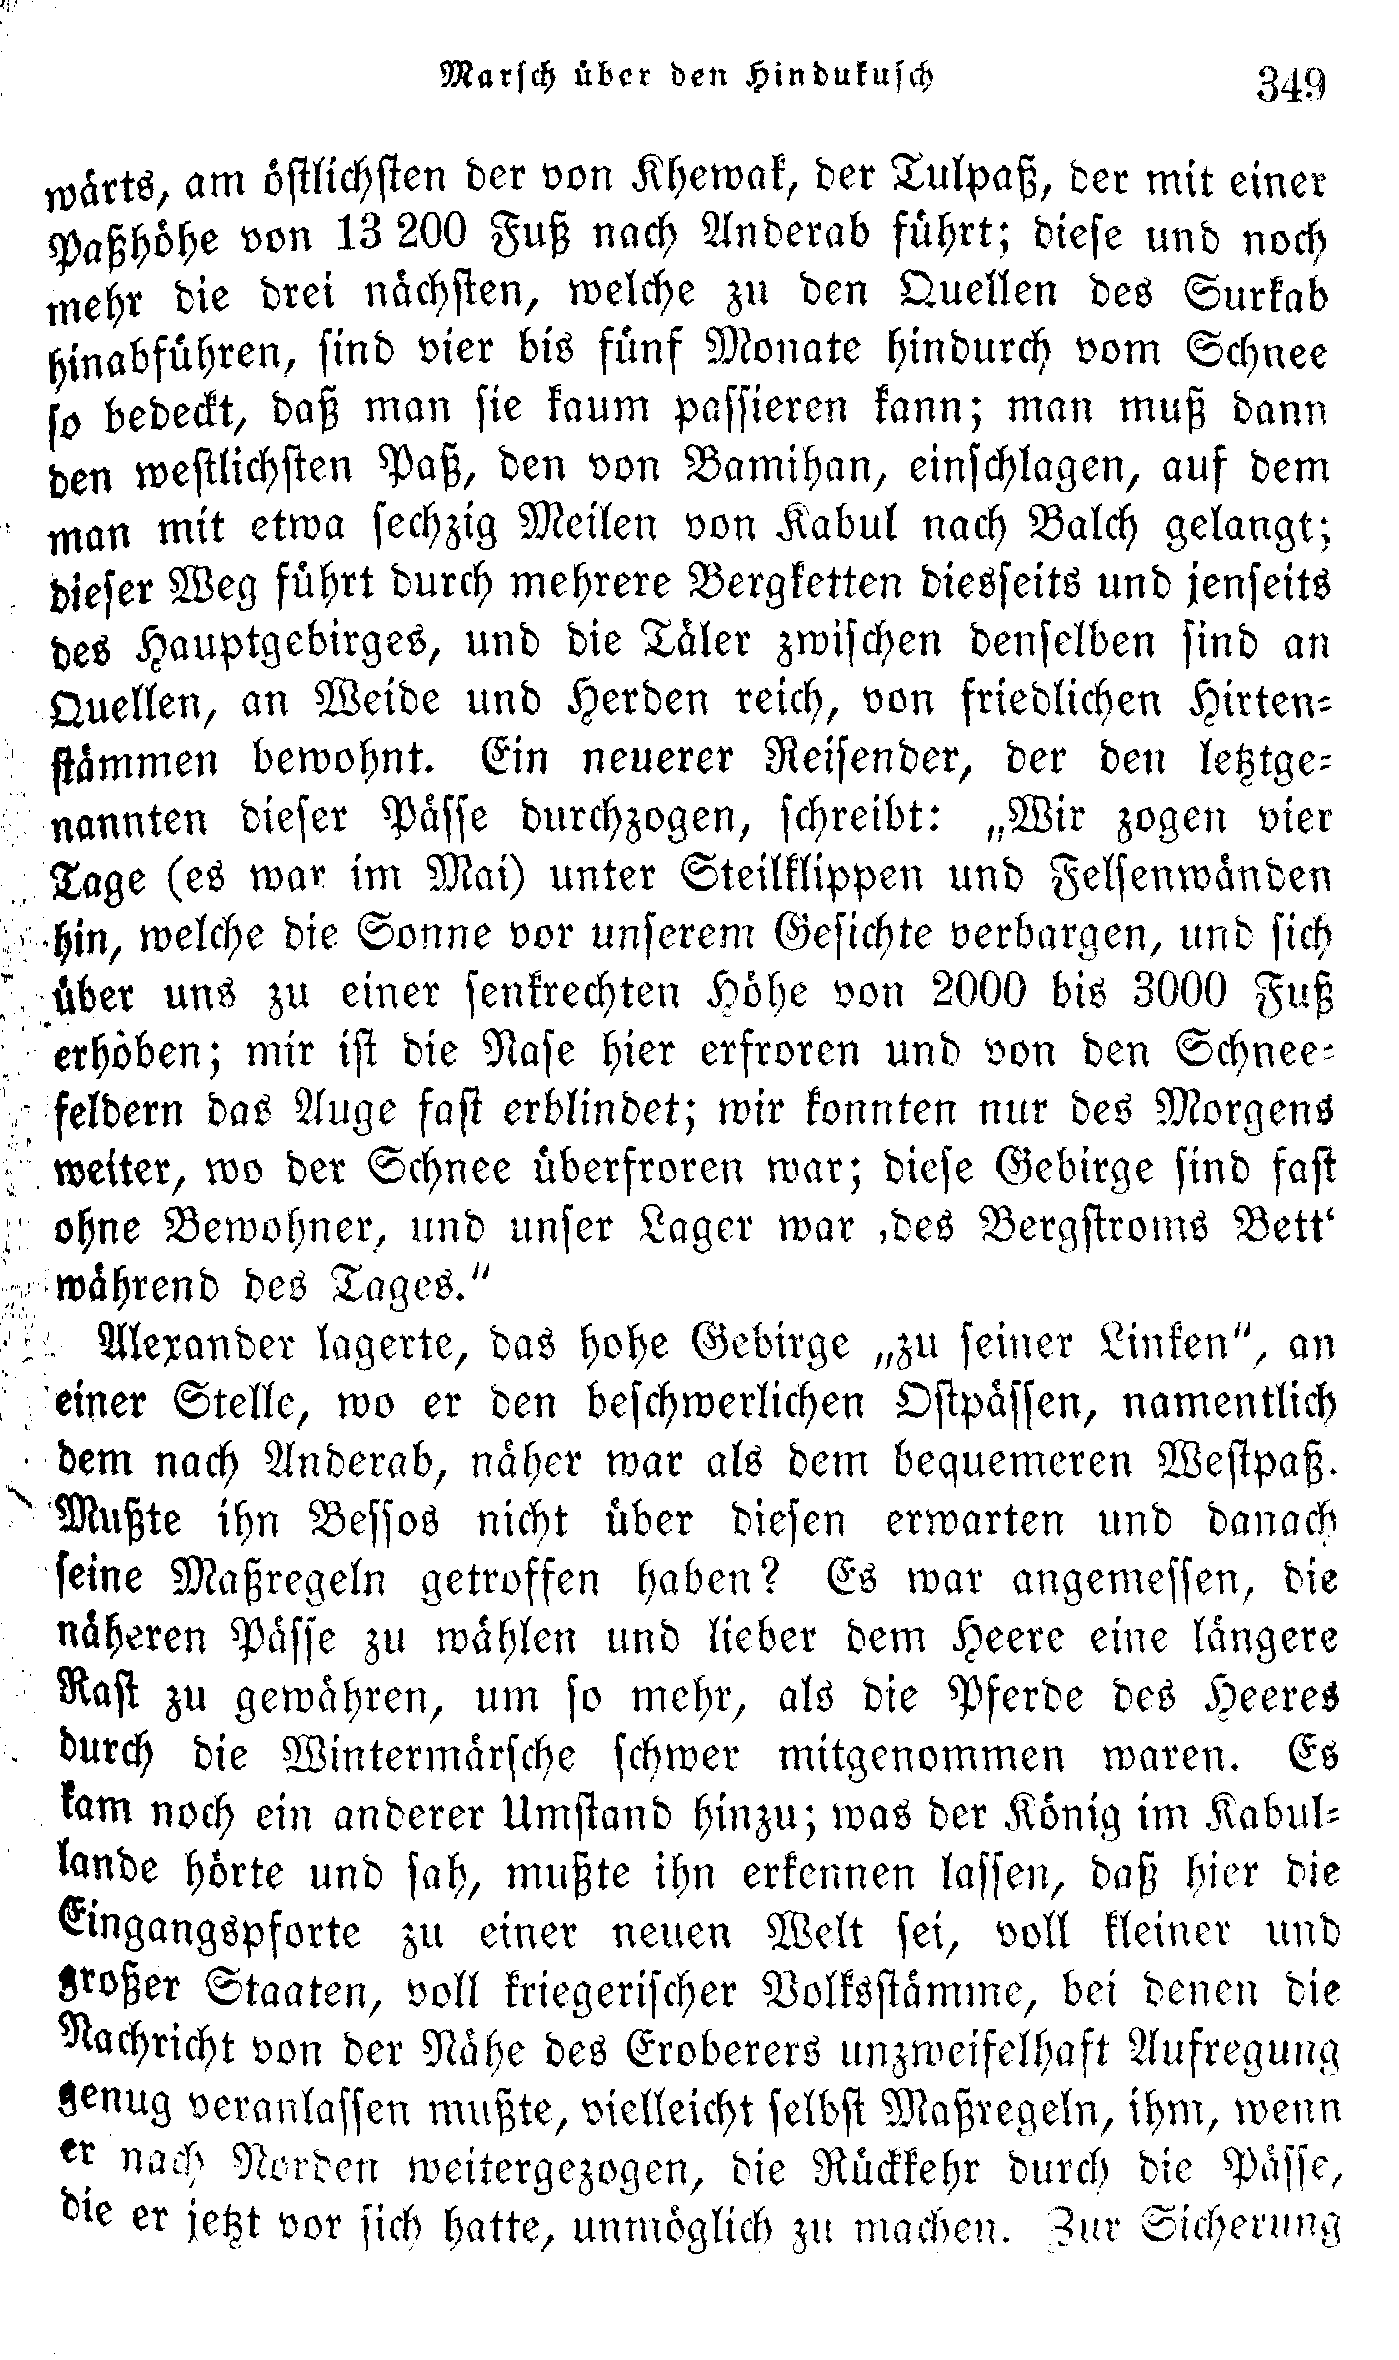 Marsch über den Hindukusch 349
wärts, am östlichsten der von Khewak, der Tulpaß, der mit einer
Paßhöhe von 13 200 Fuß nach Anderab führt; diese und noch
mehr die drei nächsten, welche zu den Quellen des Surkab
hinabführen, sind vier bis fünf Monate hindurch vom Schnee
so bedeckt, daß man sie kaum passieren kann; man muß dann
den westlichsten Paß, den von Bamihan, einschlagen, auf dem
man mit etwa sechzig Meilen von Kabul nach Balch gelangt;
dieser Weg führt durch mehrere Bergketten diesseits und jenseits
des Hauptgebirges, und die Täler zwischen denselben sind an
Quellen, an Weide und Herden reich, von friedlichen Hirten-
stämmen bewohnt. Ein neuerer Reisender, der den letztge-
nannten dieser Pässe durchzogen, schreibt: „Wir zogen vier
Tage (es war im Mai) unter Steilklippen und Felsenwänden
hin, welche die Sonne vor unserem Gesichte verbargen, und sich
über uns zu einer senkrechten Höhe von 2000 bis 3000 Fuß
erhöben; mir ist die Nase hier erfroren und von den Schnee-
feldern das Auge fast erblindet; wir konnten nur des Morgens
weiter, wo der Schnee überfroren war; diese Gebirge sind fast
ohne Bewohner, und unser Lager war ‚des Bergstroms Bett‘
während des Tages.“
Alexander lagerte, das hohe Gebirge „zu seiner Linken“, an
einer Stelle, wo er den beschwerlichen Ostpässen, namentlich
dem nach Anderab, näher war als dem bequemeren Westpaß.
Mußte ihn Bessos nicht über diesen erwarten und danach
seine Maßregeln getroffen haben? Es war angemessen, die
näheren Pässe zu wählen und lieber dem Heere eine längere
Rast zu gewähren, um so mehr, als die Pferde des Heeres
durch die Wintermärsche schwer mitgenommen waren. Es
kam noch ein anderer Umstand hinzu; was der König im Kabul-
lande hörte und sah, mußte ihn erkennen lassen, daß hier die
Eingangspforte zu einer neuen Welt sei, voll kleiner und
großer Staaten, voll kriegerischer Volksstämme, bei denen die
Nachricht von der Nähe des Eroberers unzweifelhaft Aufregung
genug veranlassen mußte, vielleicht selbst Maßregeln, ihm, wenn
er nach Norden weitergezogen, die Rückkehr durch die Pässe,
die er jetzt vor sich hatte, unmöglich zu machen. Zur Sicherung